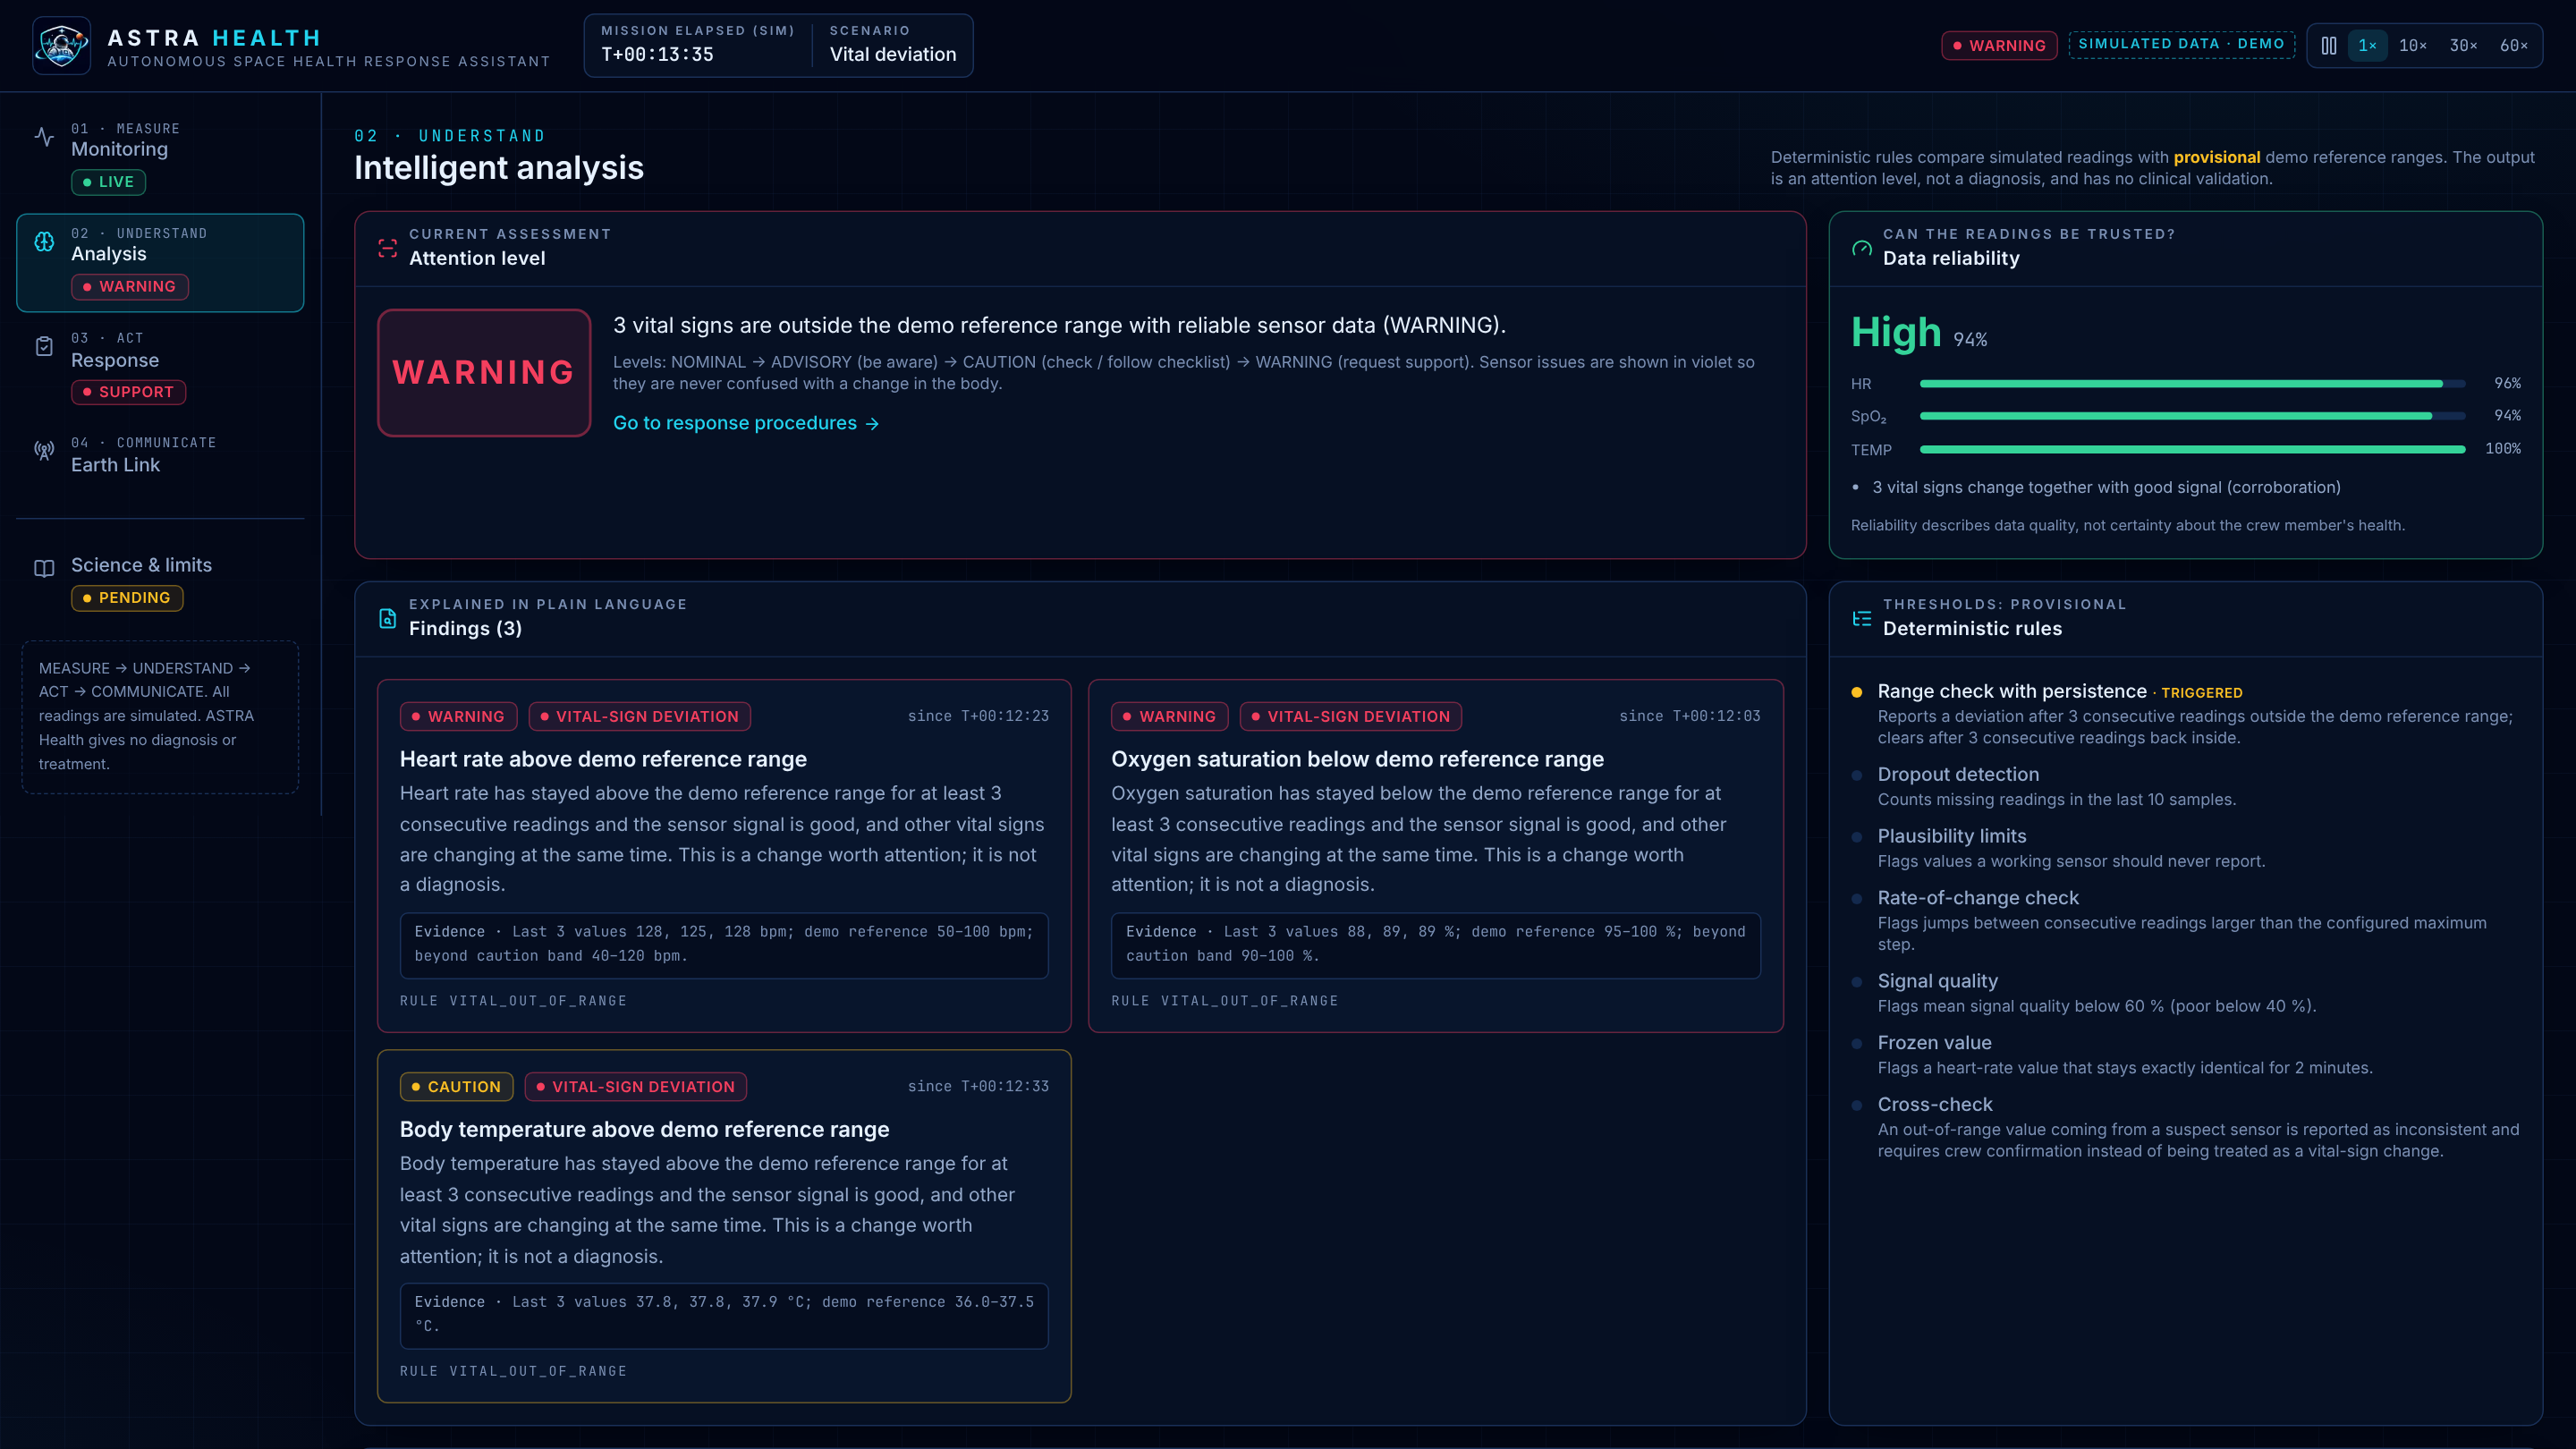 ASTRA HEALTH
AUTONOMOUS SPACE HEALTH RESPONSE ASSISTANT
MISSION ELAPSED (SIM)
T+00:13:35
SCENARIO
Vital deviation
WARNING
SIMULATED DATA · DEMO
1×
10×
30×
60×
01 · MEASURE
Monitoring
LIVE
02 · UNDERSTAND
Analysis
WARNING
03 · ACT
Response
SUPPORT
04 · COMMUNICATE
Earth Link
Science & limits
PENDING
MEASURE → UNDERSTAND →
ACT → COMMUNICATE. All
readings are simulated. ASTRA
Health gives no diagnosis or
treatment.
02 · UNDERSTAND
Intelligent analysis
Deterministic rules compare simulated readings with provisional demo reference ranges. The output
is an attention level, not a diagnosis, and has no clinical validation.
CURRENT ASSESSMENT
Attention level
WARNING
3 vital signs are outside the demo reference range with reliable sensor data (WARNING).
Levels: NOMINAL → ADVISORY (be aware) → CAUTION (check / follow checklist) → WARNING (request support). Sensor issues are shown in violet so
they are never confused with a change in the body.
Go to response procedures →
CAN THE READINGS BE TRUSTED?
Data reliability
High 94%
HR 96%
SpO₂ 94%
TEMP 100%
• 3 vital signs change together with good signal (corroboration)
Reliability describes data quality, not certainty about the crew member's health.
EXPLAINED IN PLAIN LANGUAGE
Findings (3)
WARNING VITAL-SIGN DEVIATION since T+00:12:23
Heart rate above demo reference range
Heart rate has stayed above the demo reference range for at least 3
consecutive readings and the sensor signal is good, and other vital signs
are changing at the same time. This is a change worth attention; it is not
a diagnosis.
Evidence · Last 3 values 128, 125, 128 bpm; demo reference 50–100 bpm;
beyond caution band 40–120 bpm.
RULE VITAL_OUT_OF_RANGE
WARNING VITAL-SIGN DEVIATION since T+00:12:03
Oxygen saturation below demo reference range
Oxygen saturation has stayed below the demo reference range for at
least 3 consecutive readings and the sensor signal is good, and other
vital signs are changing at the same time. This is a change worth
attention; it is not a diagnosis.
Evidence · Last 3 values 88, 89, 89 %; demo reference 95–100 %; beyond
caution band 90–100 %.
RULE VITAL_OUT_OF_RANGE
CAUTION VITAL-SIGN DEVIATION since T+00:12:33
Body temperature above demo reference range
Body temperature has stayed above the demo reference range for at
least 3 consecutive readings and the sensor signal is good, and other
vital signs are changing at the same time. This is a change worth
attention; it is not a diagnosis.
Evidence · Last 3 values 37.8, 37.8, 37.9 °C; demo reference 36.0–37.5
°C.
RULE VITAL_OUT_OF_RANGE
THRESHOLDS: PROVISIONAL
Deterministic rules
Range check with persistence · TRIGGERED
Reports a deviation after 3 consecutive readings outside the demo reference range;
clears after 3 consecutive readings back inside.
Dropout detection
Counts missing readings in the last 10 samples.
Plausibility limits
Flags values a working sensor should never report.
Rate-of-change check
Flags jumps between consecutive readings larger than the configured maximum
step.
Signal quality
Flags mean signal quality below 60 % (poor below 40 %).
Frozen value
Flags a heart-rate value that stays exactly identical for 2 minutes.
Cross-check
An out-of-range value coming from a suspect sensor is reported as inconsistent and
requires crew confirmation instead of being treated as a vital-sign change.